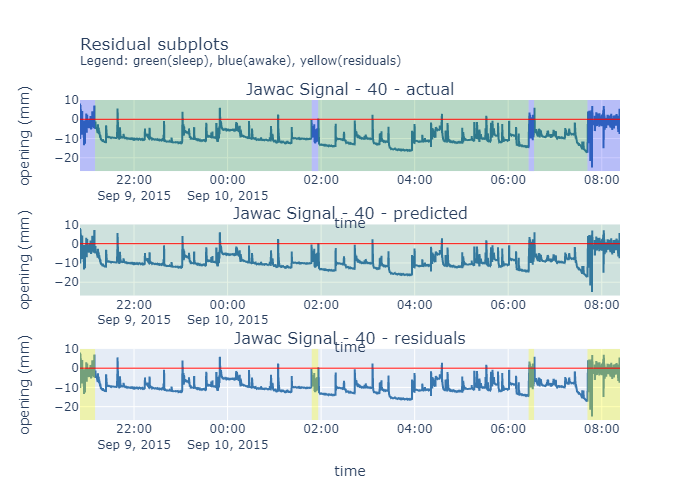 Residual subplots
Legend: green(sleep), blue(awake), yellow(residuals)
Jawac Signal - 40 - actual
opening (mm)
10
0
−10
−20
22:00 00:00 02:00 04:00 06:00 08:00
Sep 9, 2015 Sep 10, 2015
time
Jawac Signal - 40 - predicted
opening (mm)
10
0
−10
−20
22:00 00:00 02:00 04:00 06:00 08:00
Sep 9, 2015 Sep 10, 2015
time
Jawac Signal - 40 - residuals
opening (mm)
10
0
−10
−20
22:00 00:00 02:00 04:00 06:00 08:00
Sep 9, 2015 Sep 10, 2015
time